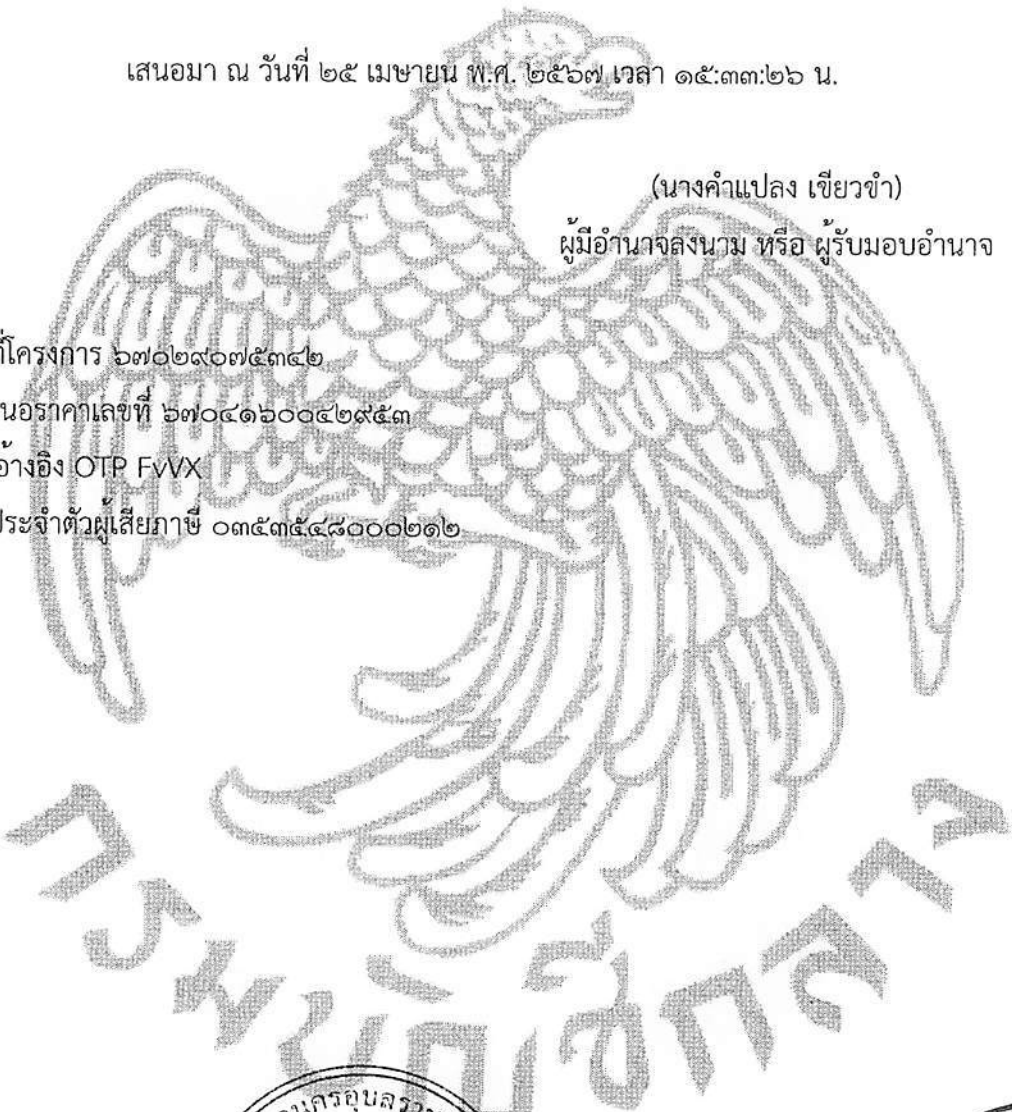 เสนอมา ณ วันที่ ๒๕ เมษายน พ.ศ. ๒๕๖๗ เวลา ๑๕:๓๓:๒๖ น.
(นางคำแปลง เขียวขำ)
ผู้มีอำนาจลงนาม หรือ ผู้รับมอบอำนาจ
ที่โครงการ ๖๗๐๒๙๐๗๕๓๔๒
นอราคาเลขที่ ๖๗๐๔๑๖๐๐๔๒๙๕๓
อ้างอิง OTP FvVX
ประจำตัวผู้เสียภาษี ๐๓๕๓๕๔๘๐๐๐๒๑๒
กรมบัญชีกลาง